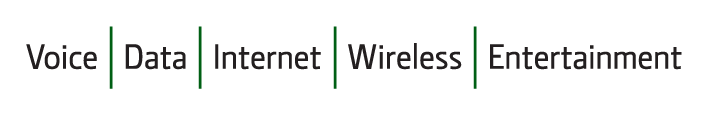 Voice | Data | Internet | Wireless | Entertainment